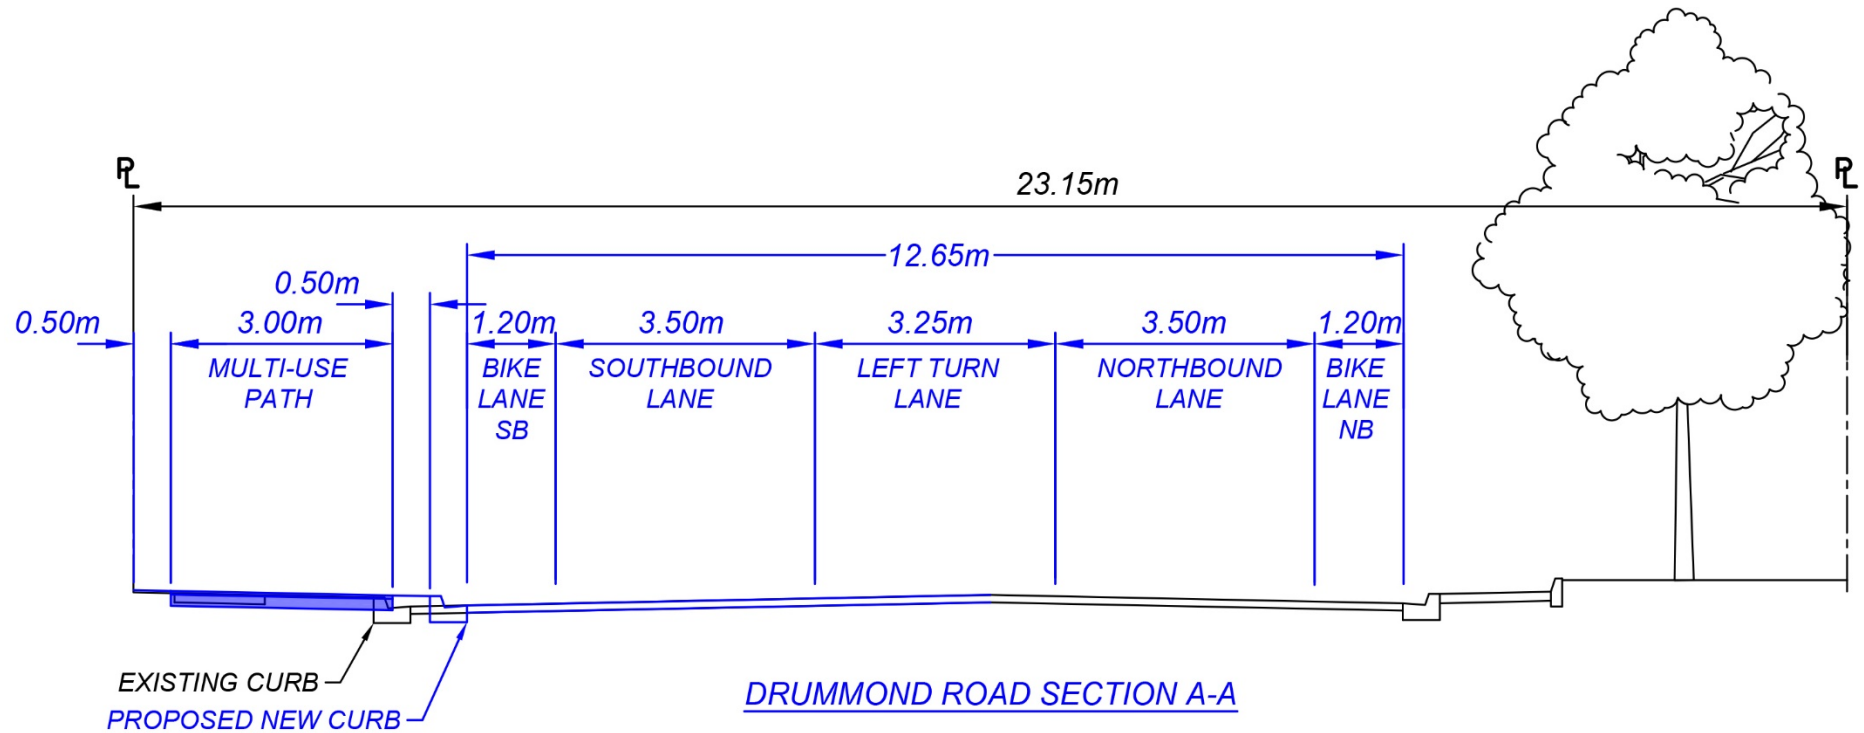 ℄ ℄
23.15m
12.65m
0.50m
0.50m 3.00m 1.20m 3.50m 3.25m 3.50m 1.20m
MULTI-USE
PATH
BIKE
LANE
SB
SOUTHBOUND
LANE
LEFT TURN
LANE
NORTHBOUND
LANE
BIKE
LANE
NB
EXISTING CURB
PROPOSED NEW CURB
DRUMMOND ROAD SECTION A-A